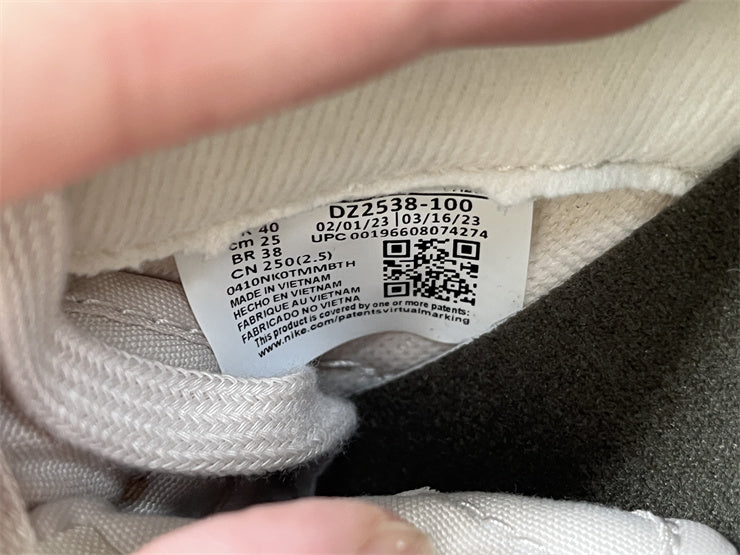 DZ2538-100
40
02/01/23 | 03/16/23
cm 25
UPC 00196608074274
BR 38
CN 250(2.5)
0410NK0TMMBTH
MADE IN VIETNAM
HECHO EN VIETNAM
FABRIQUE AU VIETNAM
FABRICADO NO VIETNA
This product is covered by one or more patents:
www.nike.com/patentsvirtualmarking